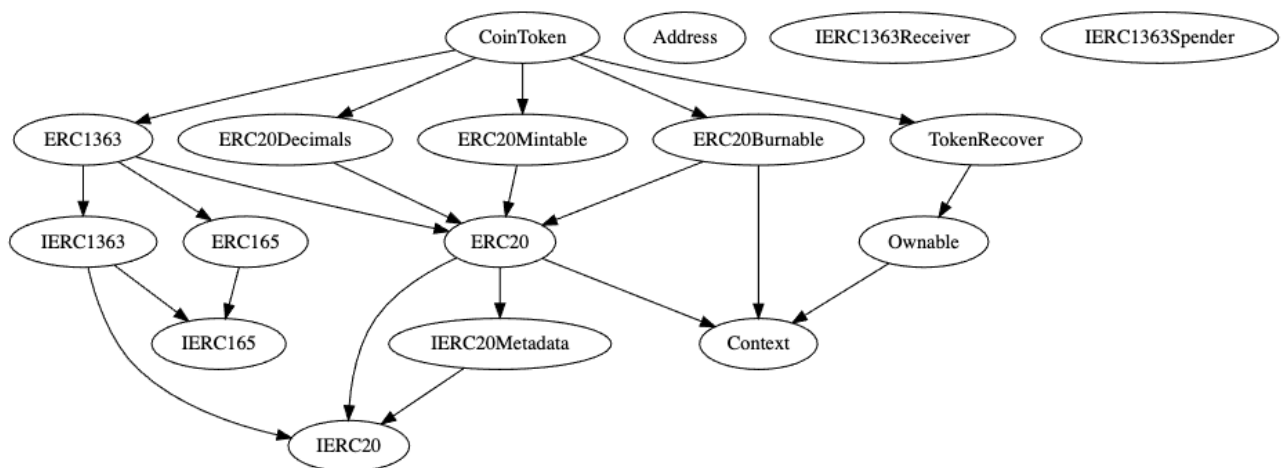 CoinToken
Address
IERC1363Receiver
IERC1363Spender
ERC1363
ERC20Decimals
ERC20Mintable
ERC20Burnable
TokenRecover
IERC1363
ERC165
ERC20
Ownable
IERC165
IERC20Metadata
Context
IERC20